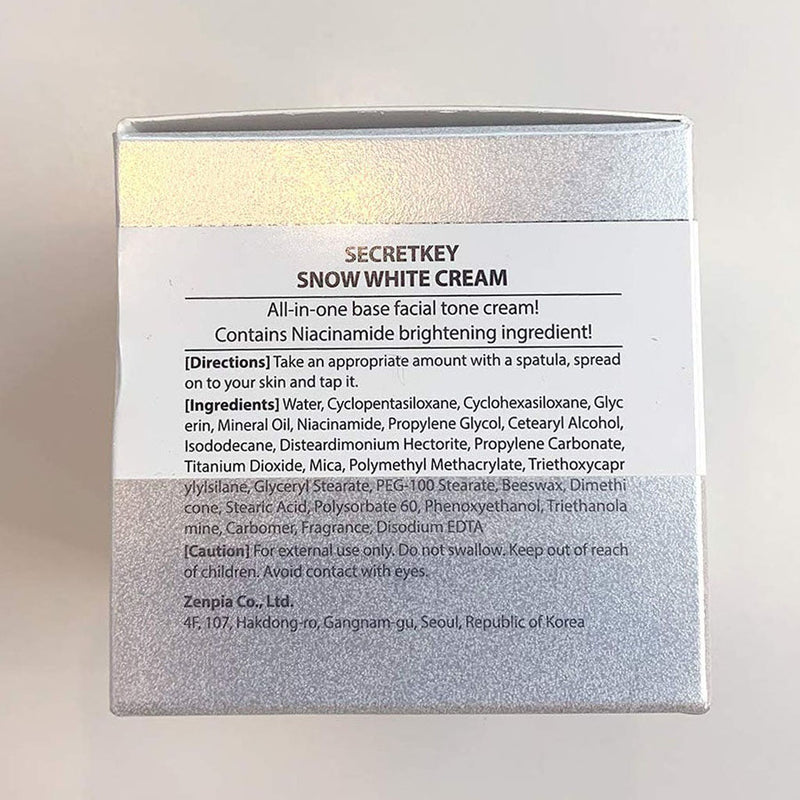 SECRETKEY
SNOW WHITE CREAM
All-in-one base facial tone cream!
Contains Niacinamide brightening ingredient!
[Directions] Take an appropriate amount with a spatula, spread
on to your skin and tap it.
[Ingredients] Water, Cyclopentasiloxane, Cyclohexasiloxane, Glyc
erin, Mineral Oil, Niacinamide, Propylene Glycol, Cetearyl Alcohol,
Isododecane, Disteardimonium Hectorite, Propylene Carbonate,
Titanium Dioxide, Mica, Polymethyl Methacrylate, Triethoxycapr
ylylsilane, Glyceryl Stearate, PEG-100 Stearate, Beeswax, Dimethi
cone, Stearic Acid, Polysorbate 60, Phenoxyethanol, Triethanola
mine, Carbomer, Fragrance, Disodium EDTA
[Caution] For external use only. Do not swallow. Keep out of reach
of children. Avoid contact with eyes.
Zenpia Co., Ltd.
4F, 107, Hakdong-ro, Gangnam-gu, Seoul, Republic of Korea